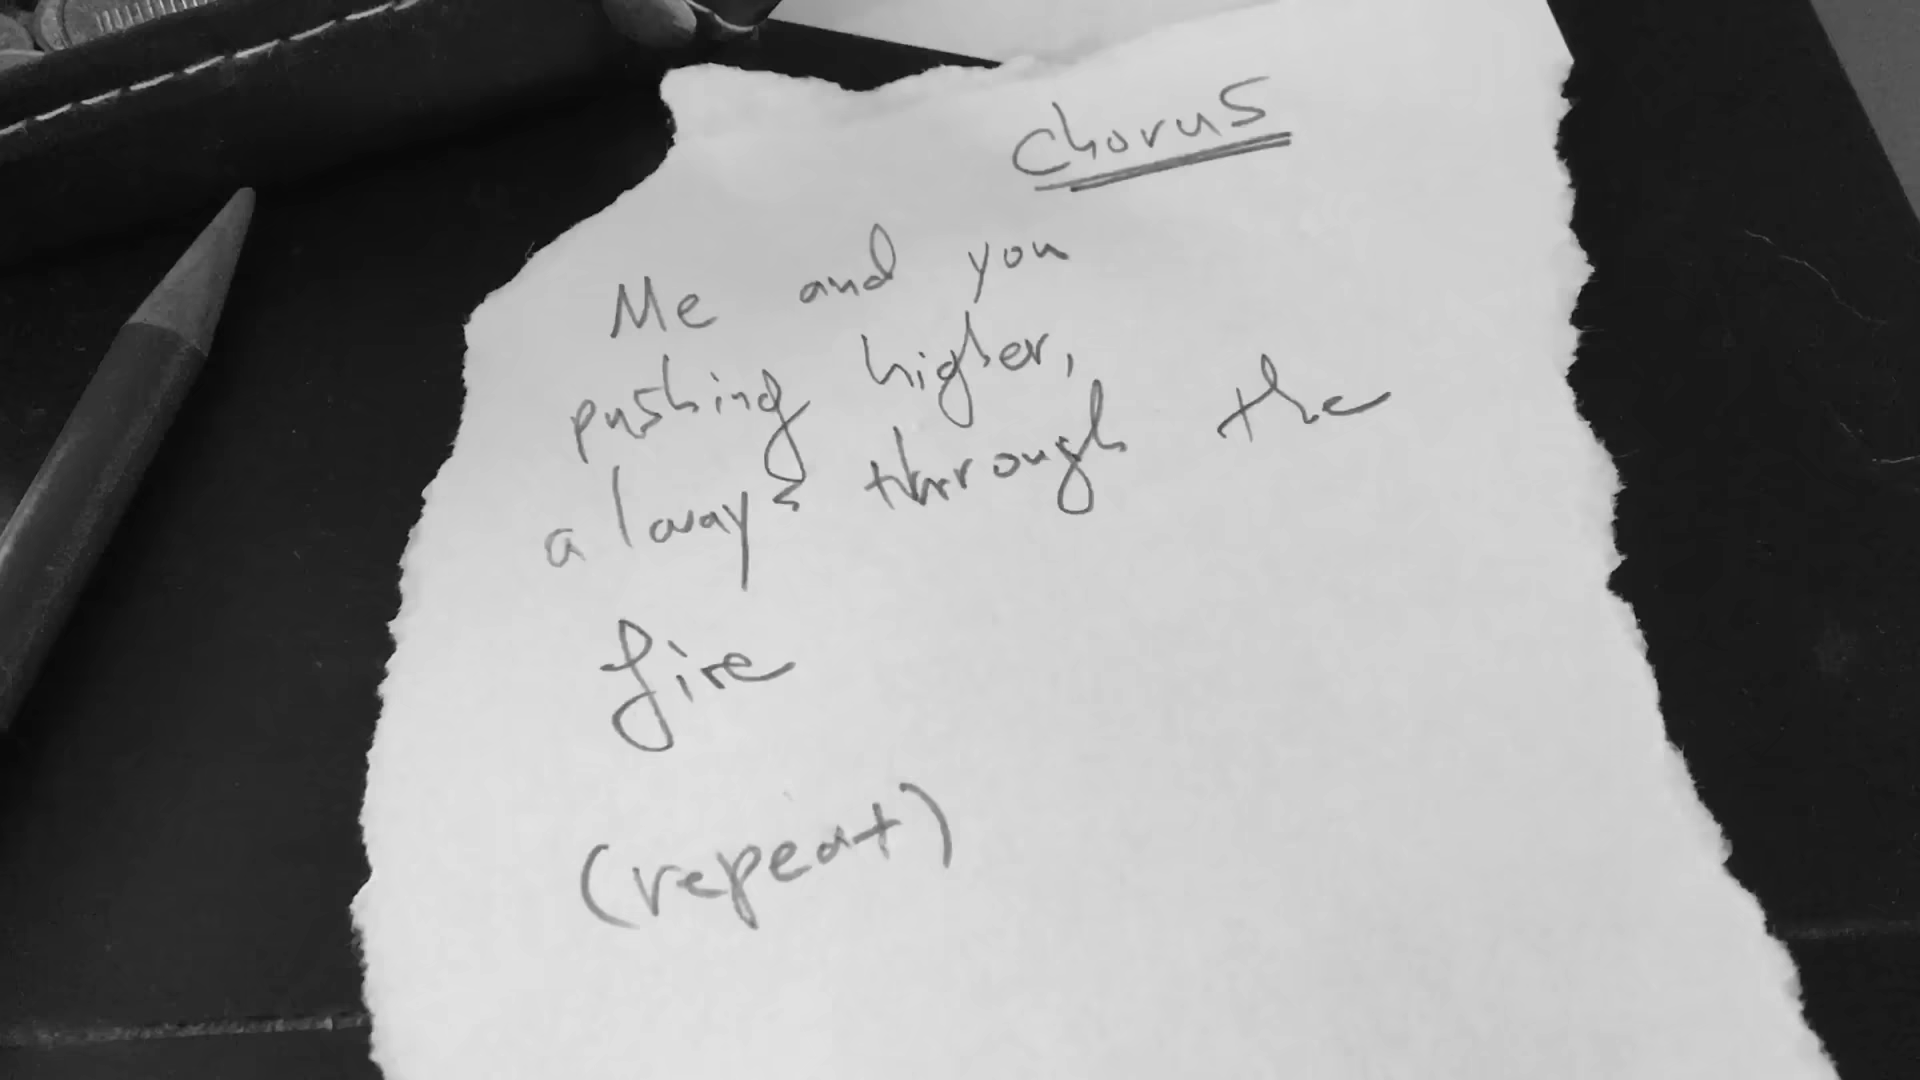 Chorus
Me and you
pushing higher,
always through the
fire
(repeat)